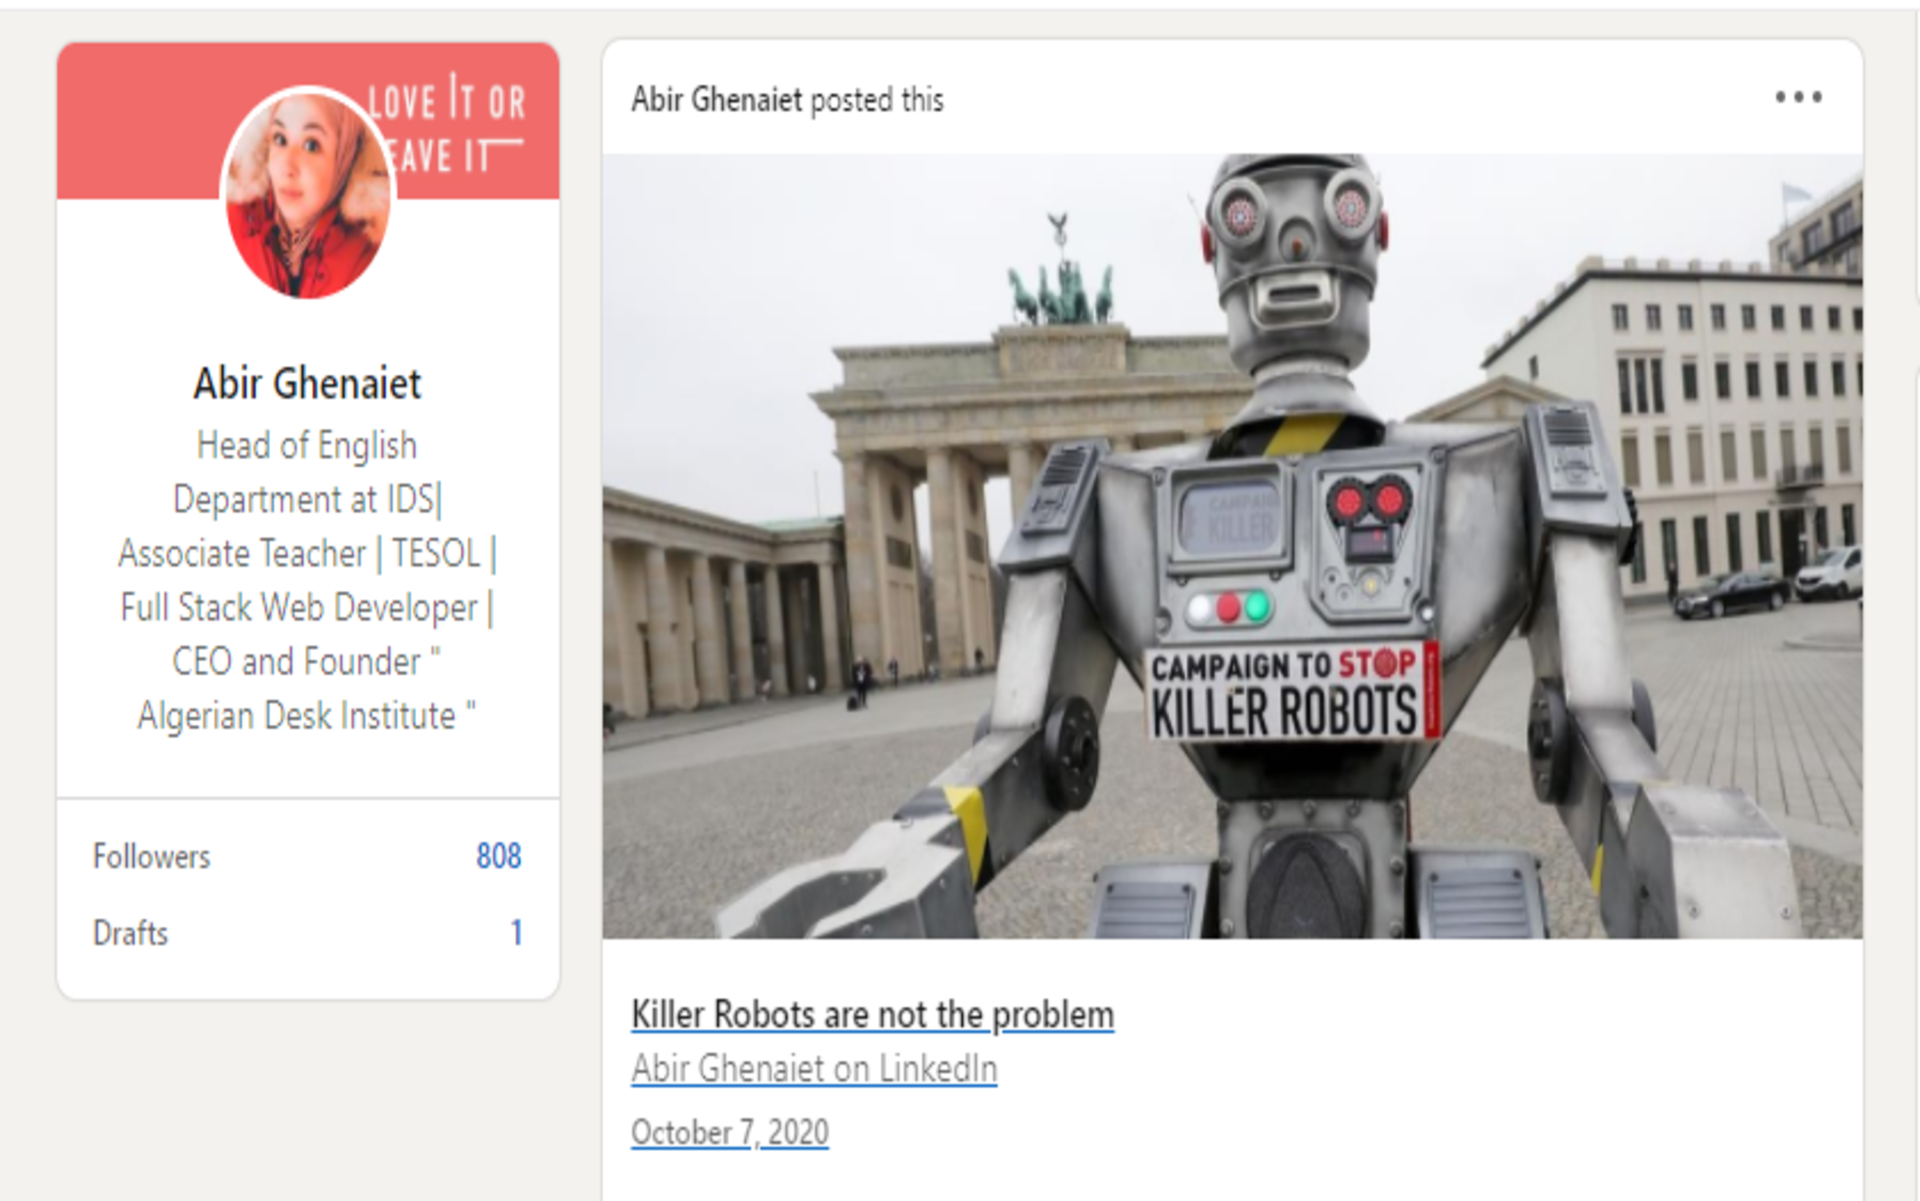 LOVE IT OR
EAVE IT
Abir Ghenaiet
Head of English
Department at IDS|
Associate Teacher | TESOL |
Full Stack Web Developer |
CEO and Founder "
Algerian Desk Institute "
Followers 808
Drafts 1
Abir Ghenaiet posted this
CAMPAIGN
KILLER
CAMPAIGN TO STOP
KILLER ROBOTS
Killer Robots are not the problem
Abir Ghenaiet on LinkedIn
October 7, 2020